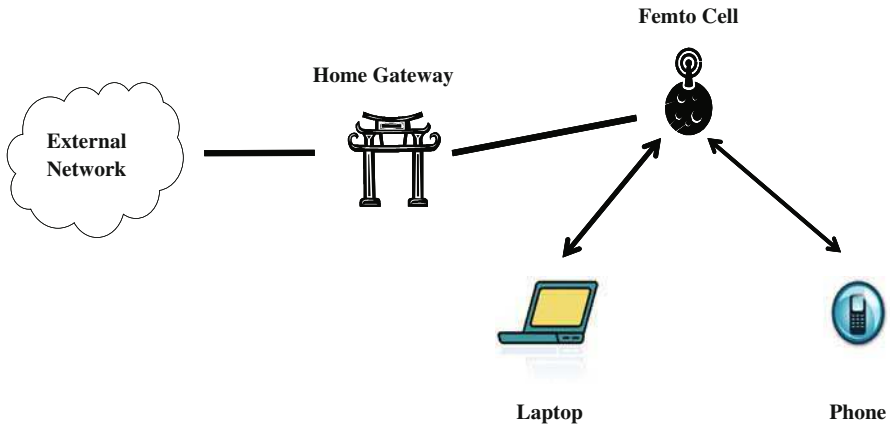 Femto Cell
Home Gateway
External
Network
Laptop
Phone